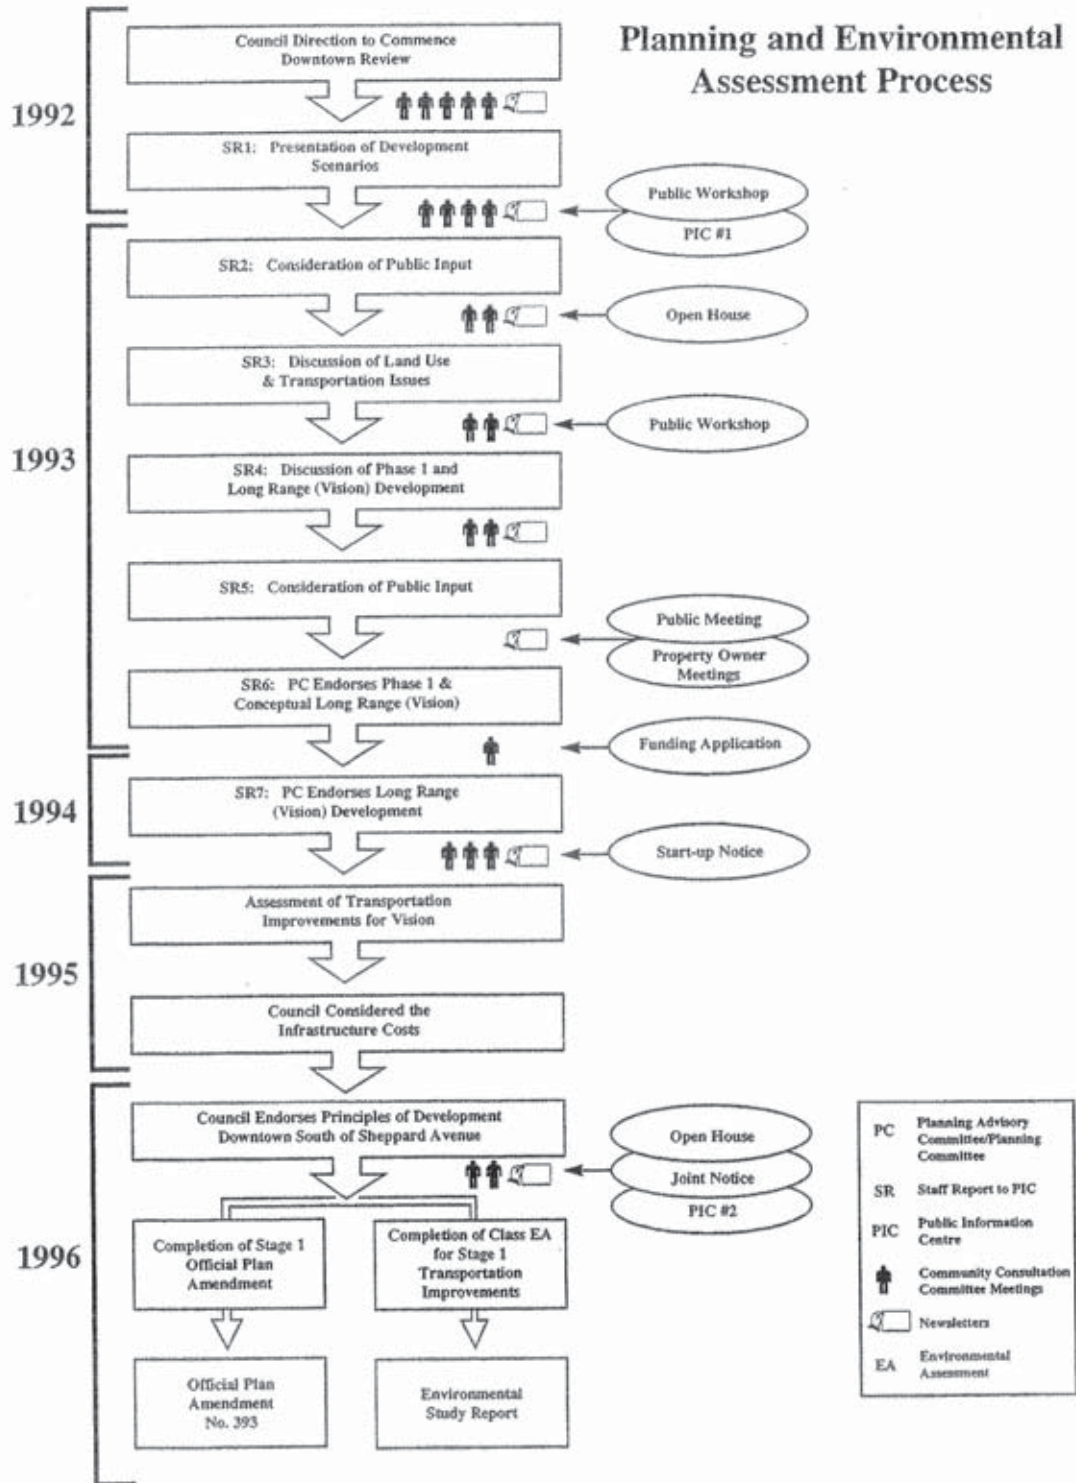 Planning and Environmental
Assessment Process
1992
Council Direction to Commence
Downtown Review
SR1: Presentation of Development
Scenarios
Public Workshop
PIC #1
1993
SR2: Consideration of Public Input
Open House
SR3: Discussion of Land Use
& Transportation Issues
Public Workshop
SR4: Discussion of Phase 1 and
Long Range (Vision) Development
SR5: Consideration of Public Input
Public Meeting
Property Owner
Meetings
SR6: PC Endorses Phase 1 &
Conceptual Long Range (Vision)
Funding Application
1994
SR7: PC Endorses Long Range
(Vision) Development
Start-up Notice
1995
Assessment of Transportation
Improvements for Vision
Council Considered the
Infrastructure Costs
1996
Council Endorses Principles of Development
Downtown South of Sheppard Avenue
Open House
Joint Notice
PIC #2
Completion of Stage 1
Official Plan
Amendment
Completion of Class EA
for Stage 1
Transportation
Improvements
Official Plan
Amendment
No. 393
Environmental
Study Report
PC Planning Advisory
Committee/Planning
Committee
SR Staff Report to PIC
PIC Public Information
Centre
Community Consultation
Committee Meetings
Newsletters
EA Environmental
Assessment